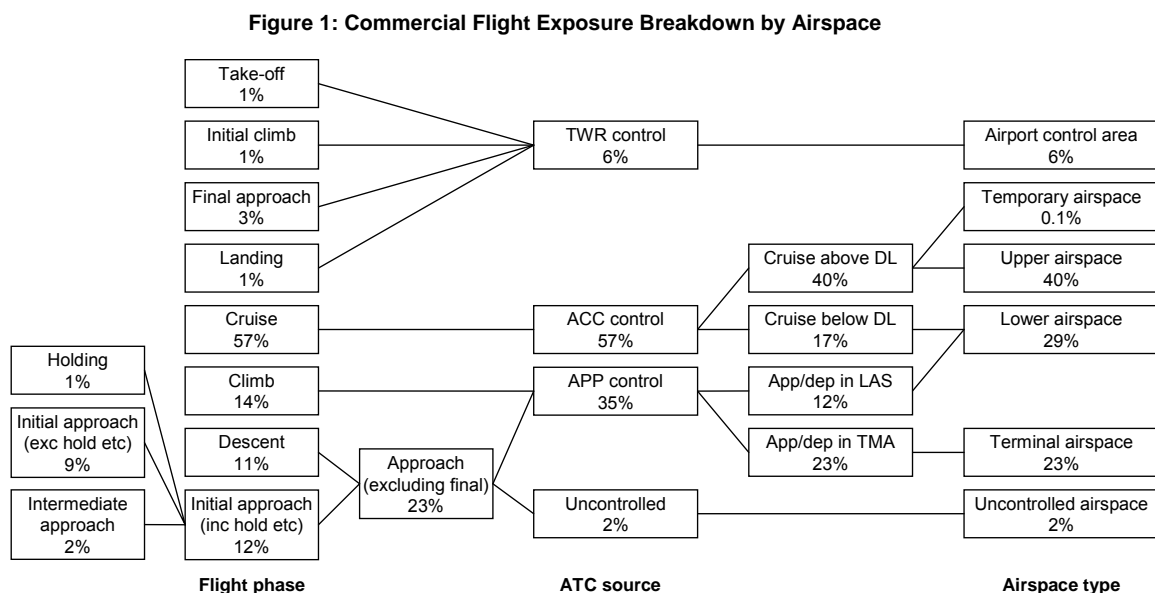 Figure 1: Commercial Flight Exposure Breakdown by Airspace
Take-off
1%
Initial climb
1%
Final approach
3%
Landing
1%
Cruise
57%
Climb
14%
Descent
11%
Initial approach
(inc hold etc)
12%
Holding
1%
Initial approach
(exc hold etc)
9%
Intermediate
approach
2%
Approach
(excluding final)
23%
TWR control
6%
ACC control
57%
APP control
35%
Uncontrolled
2%
Cruise above DL
40%
Cruise below DL
17%
App/dep in LAS
12%
App/dep in TMA
23%
Airport control area
6%
Temporary airspace
0.1%
Upper airspace
40%
Lower airspace
29%
Terminal airspace
23%
Uncontrolled airspace
2%
Flight phase
ATC source
Airspace type